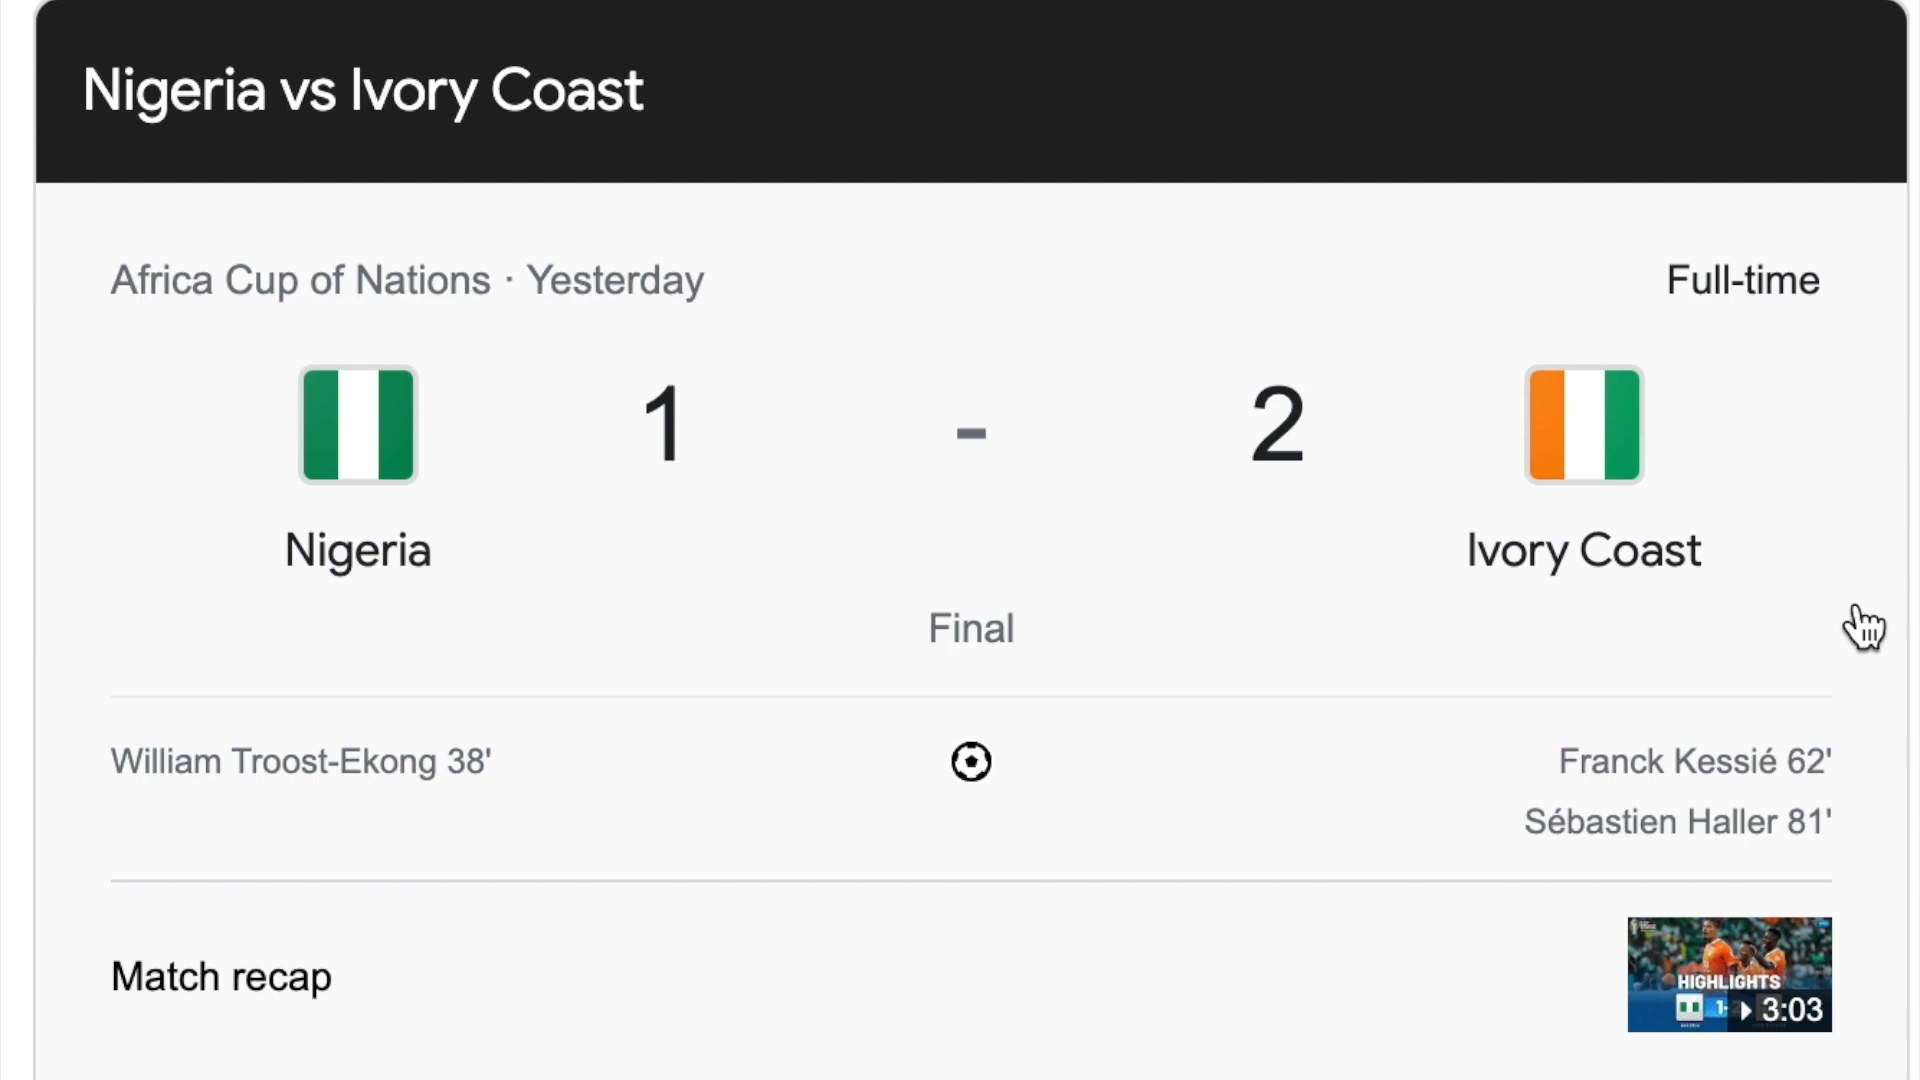 Nigeria vs Ivory Coast
Africa Cup of Nations · Yesterday
Full-time
1 - 2
Nigeria
Ivory Coast
Final
William Troost-Ekong 38'
Franck Kessié 62'
Sébastien Haller 81'
Match recap
HIGHLIGHTS
1-
3:03